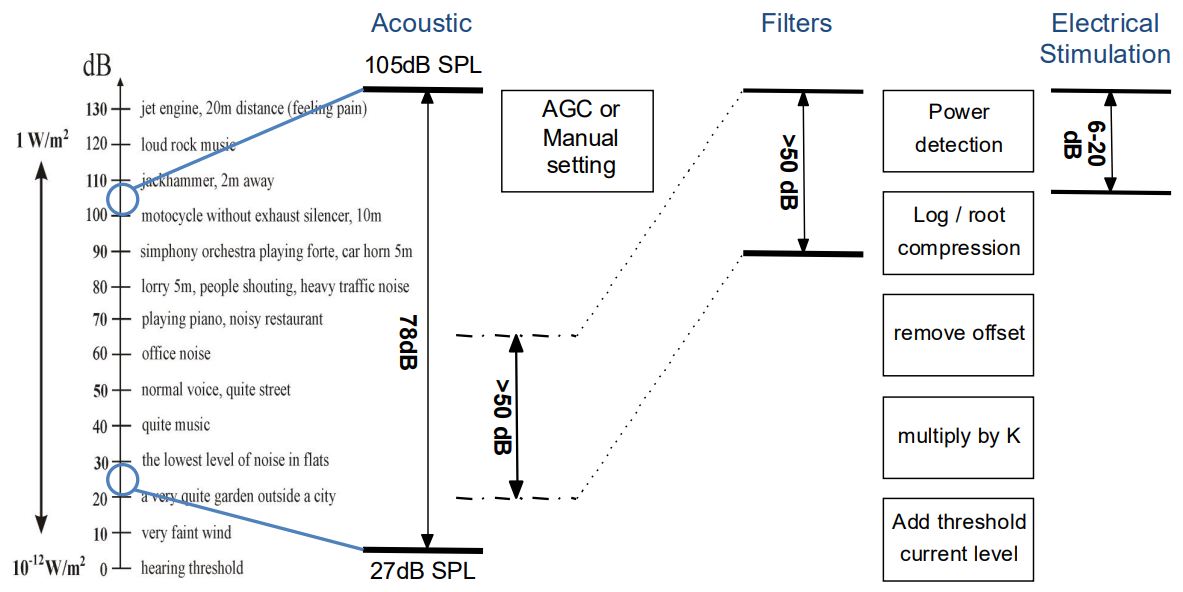 Acoustic
Filters
Electrical
Stimulation
dB
105dB SPL
130 jet engine, 20m distance (feeling pain)
1 W/m²
120 loud rock music
110 jackhammer, 2m away
100 motocycle without exhaust silencer, 10m
90 simphony orchestra playing forte, car horn 5m
80 lorry 5m, people shouting, heavy traffic noise
70 playing piano, noisy restaurant
60 office noise
50 normal voice, quite street
40 quite music
30 the lowest level of noise in flats
20 a very quite garden outside a city
10 very faint wind
10⁻¹²W/m²
0 hearing threshold
27dB SPL
78dB
AGC or
Manual
setting
>50 dB
>50 dB
Power
detection
Log / root
compression
remove offset
multiply by K
Add threshold
current level
6-20
dB